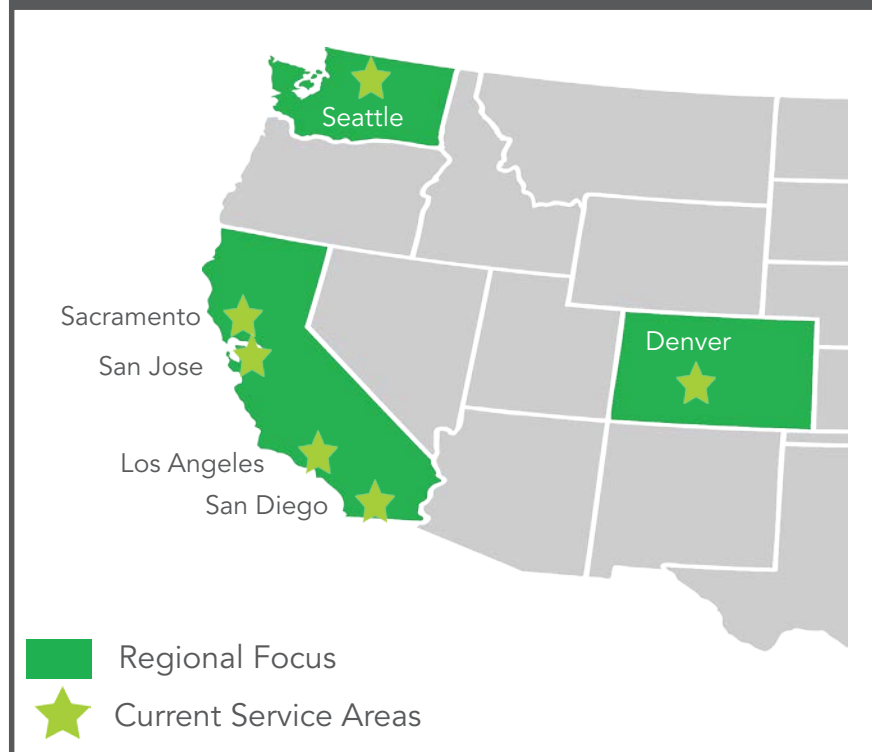 Seattle
Sacramento
Denver
San Jose
Los Angeles
San Diego
Regional Focus
Current Service Areas